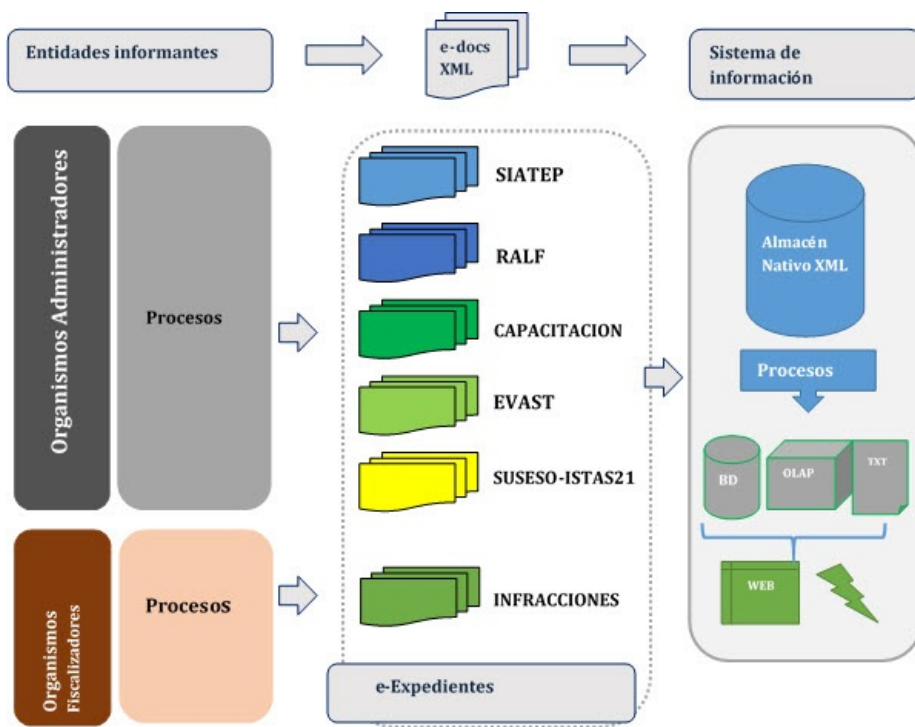 Entidades informantes
e-docs
XML
Sistema de
información
Organismos Administradores
Procesos
SIATEP
RALF
CAPACITACION
EVAST
SUSESO-ISTAS21
Organismos
Fiscalizadores
Procesos
INFRACCIONES
e-Expedientes
Almacén
Nativo XML
Procesos
BD
OLAP
TXT
WEB